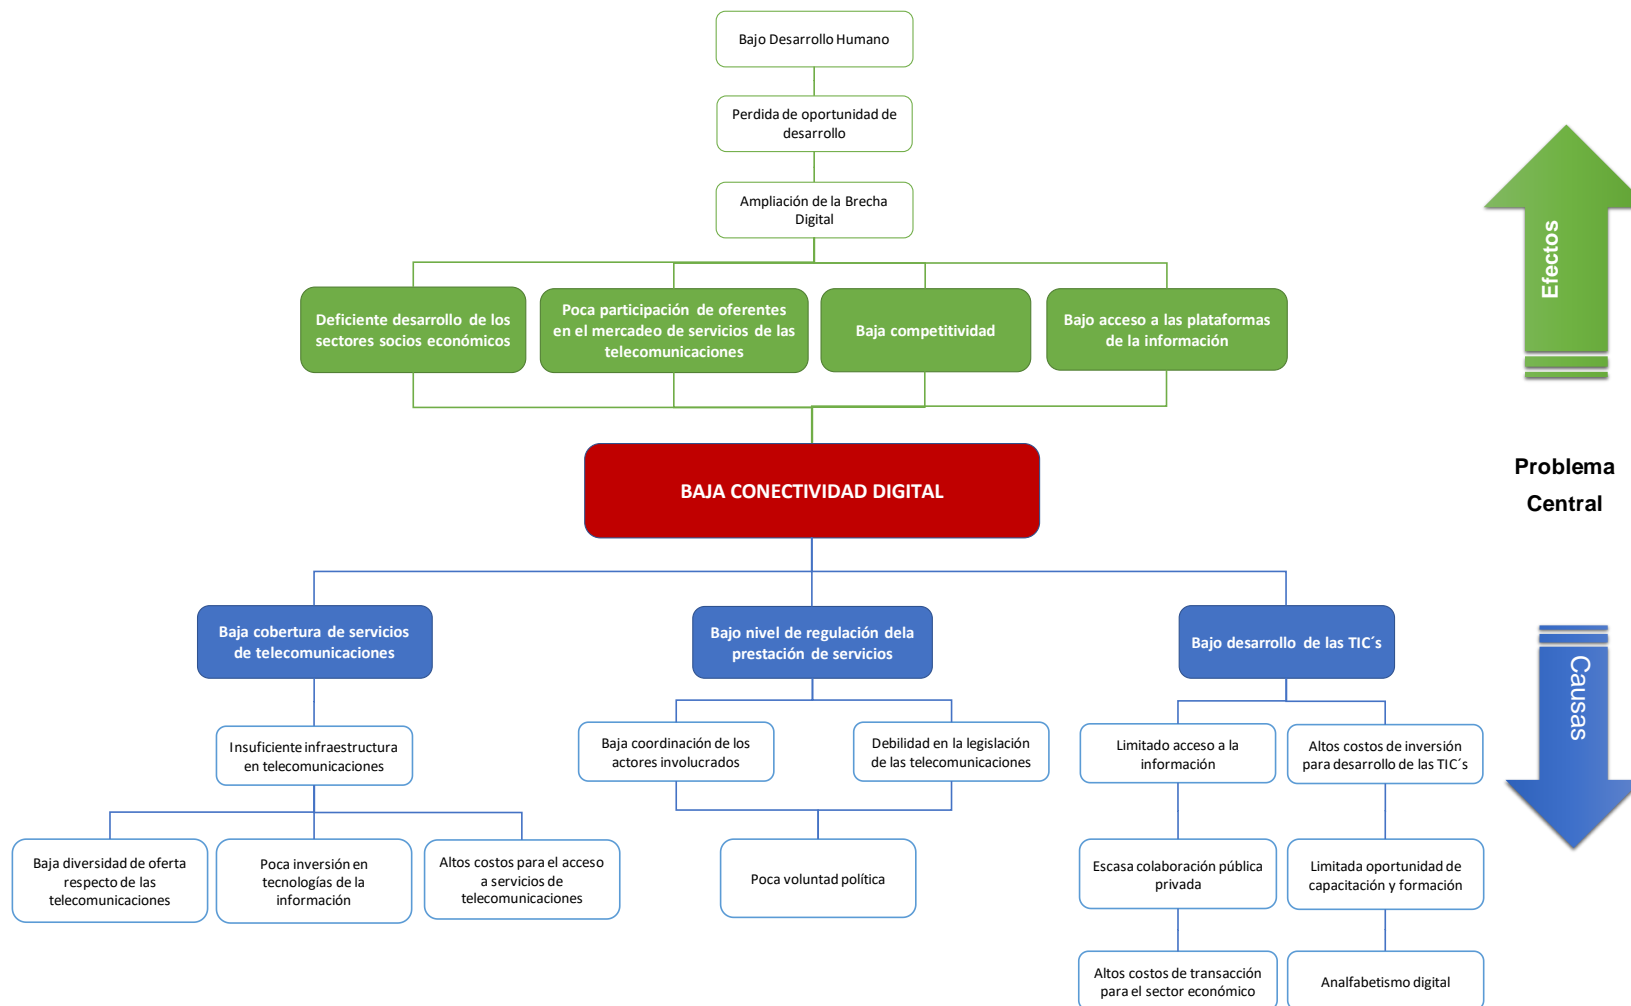 Bajo Desarrollo Humano
Perdida de oportunidad de
desarrollo
Ampliación de la Brecha
Digital
Efectos
Deficiente desarrollo de los
sectores socios económicos
Poca participación de oferentes
en el mercadeo de servicios de las
telecomunicaciones
Baja competitividad
Bajo acceso a las plataformas
de la información
BAJA CONECTIVIDAD DIGITAL
Problema
Central
Baja cobertura de servicios
de telecomunicaciones
Bajo nivel de regulación dela
prestación de servicios
Bajo desarrollo de las TIC´s
Causas
Insuficiente infraestructura
en telecomunicaciones
Baja coordinación de los
actores involucrados
Debilidad en la legislación
de las telecomunicaciones
Limitado acceso a la
información
Altos costos de inversión
para desarrollo de las TIC´s
Baja diversidad de oferta
respecto de las
telecomunicaciones
Poca inversión en
tecnologías de la
información
Altos costos para el acceso
a servicios de
telecomunicaciones
Poca voluntad política
Escasa colaboración pública
privada
Limitada oportunidad de
capacitación y formación
Altos costos de transacción
para el sector económico
Analfabetismo digital